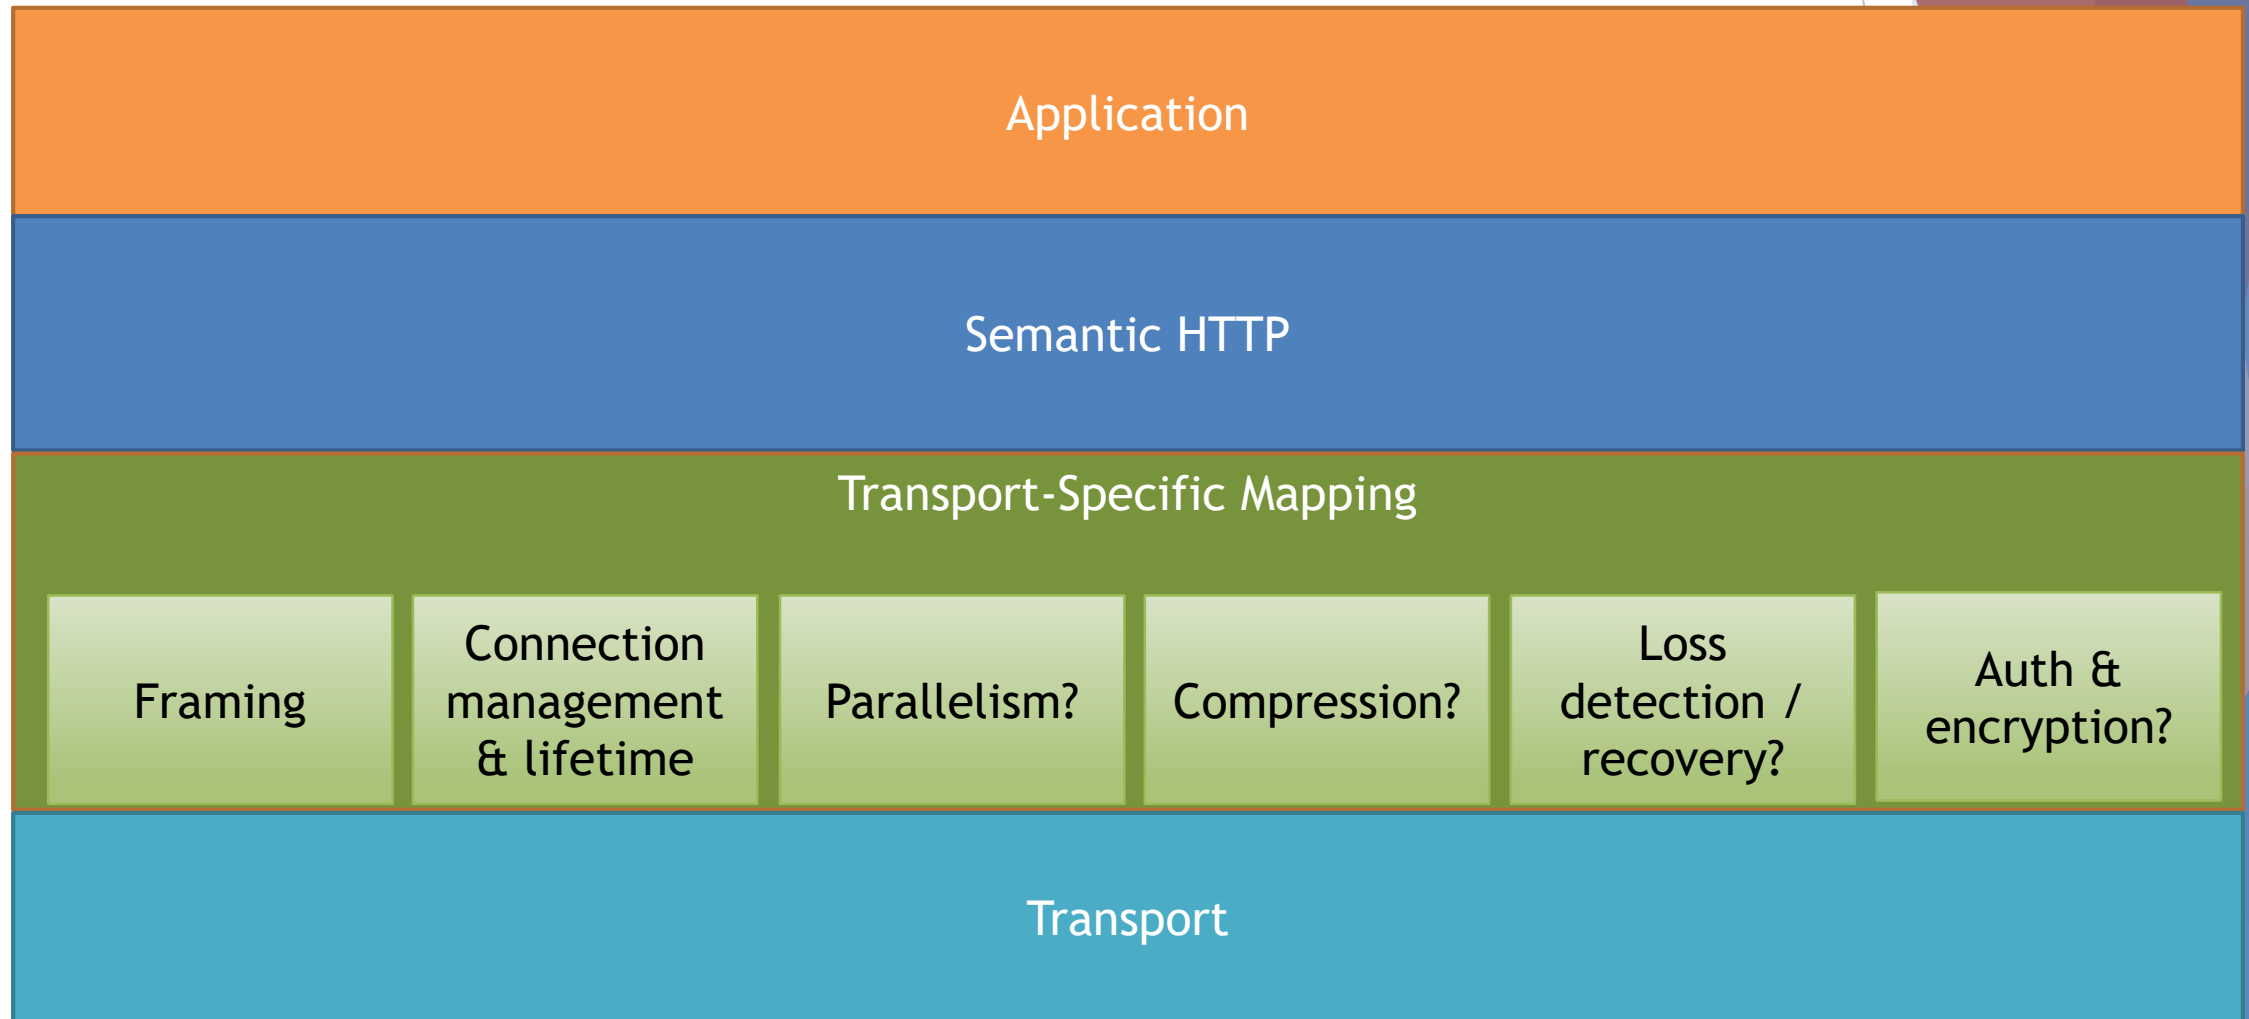 Application
Semantic HTTP
Transport-Specific Mapping
Framing
Connection
management
& lifetime
Parallelism?
Compression?
Loss
detection /
recovery?
Auth &
encryption?
Transport